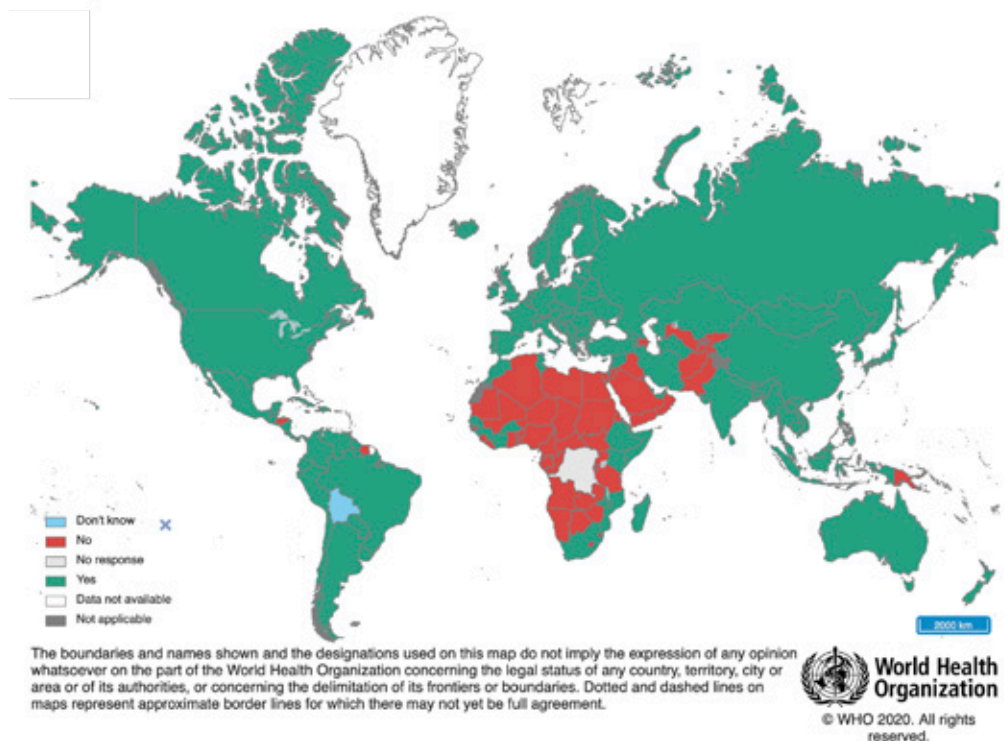 Don't know
No
No response
Yes
Data not available
Not applicable
2000 km
The boundaries and names shown and the designations used on this map do not imply the expression of any opinion
whatsoever on the part of the World Health Organization concerning the legal status of any country, territory, city or
area or of its authorities, or concerning the delimitation of its frontiers or boundaries. Dotted and dashed lines on
maps represent approximate border lines for which there may not yet be full agreement.
World Health
Organization
© WHO 2020. All rights
reserved.